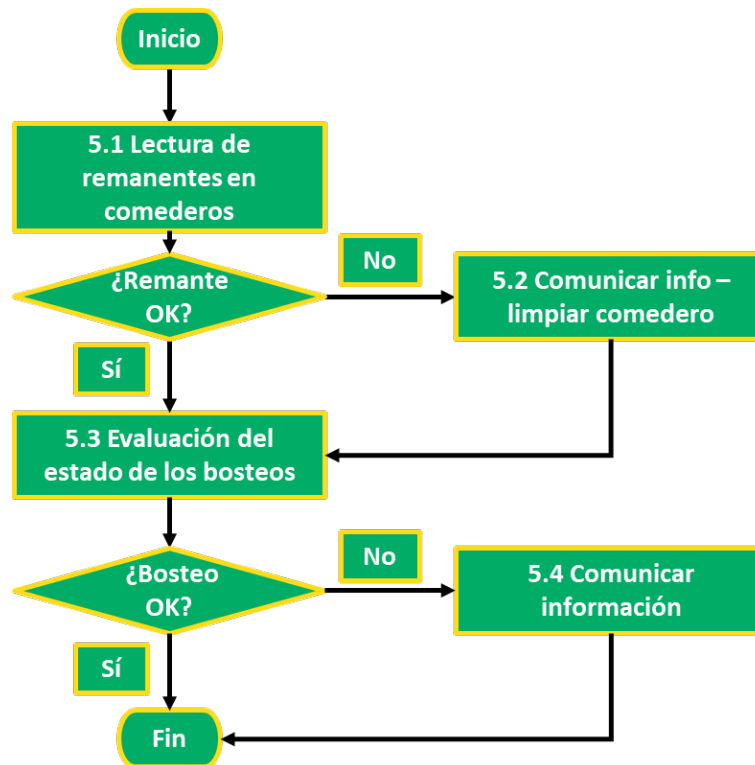 Inicio
5.1 Lectura de
remanentes en
comederos
¿Remante
OK?
No
5.2 Comunicar info –
limpiar comedero
Sí
5.3 Evaluación del
estado de los bosteos
¿Bosteo
OK?
No
5.4 Comunicar
información
Sí
Fin